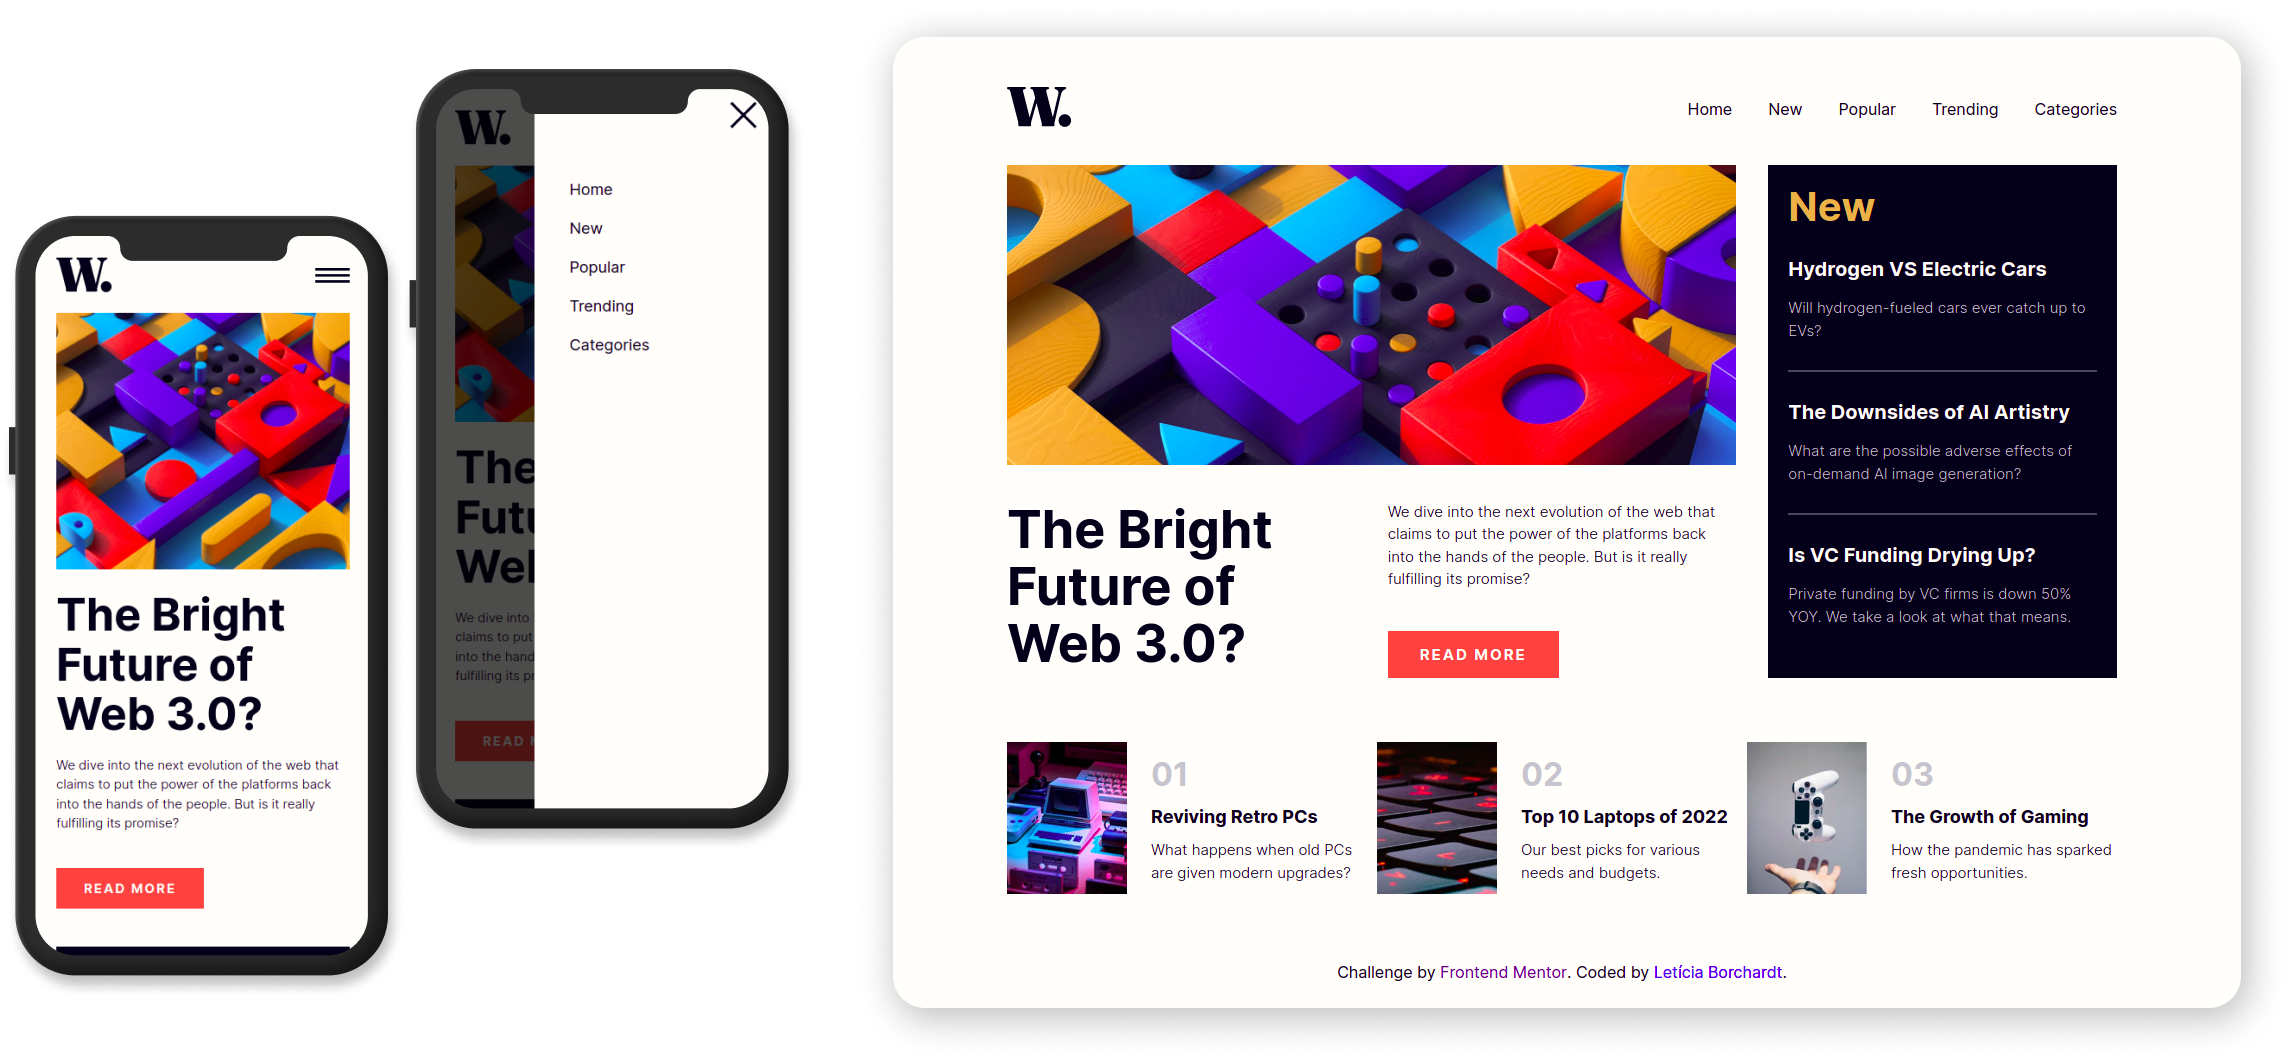 W.
The Bright
Future of
Web 3.0?
We dive into the next evolution of the web that
claims to put the power of the platforms back
into the hands of the people. But is it really
fulfilling its promise?
READ MORE
W.
Home
New
Popular
Trending
Categories
The
Futu
Wel
We dive into
claims to put
into the hand
fulfilling its pr
READ M
W.
Home New Popular Trending Categories
The Bright
Future of
Web 3.0?
We dive into the next evolution of the web that
claims to put the power of the platforms back
into the hands of the people. But is it really
fulfilling its promise?
READ MORE
New
Hydrogen VS Electric Cars
Will hydrogen-fueled cars ever catch up to
EVs?
The Downsides of AI Artistry
What are the possible adverse effects of
on-demand AI image generation?
Is VC Funding Drying Up?
Private funding by VC firms is down 50%
YOY. We take a look at what that means.
01
Reviving Retro PCs
What happens when old PCs
are given modern upgrades?
02
Top 10 Laptops of 2022
Our best picks for various
needs and budgets.
03
The Growth of Gaming
How the pandemic has sparked
fresh opportunities.
Challenge by Frontend Mentor. Coded by Letícia Borchardt.